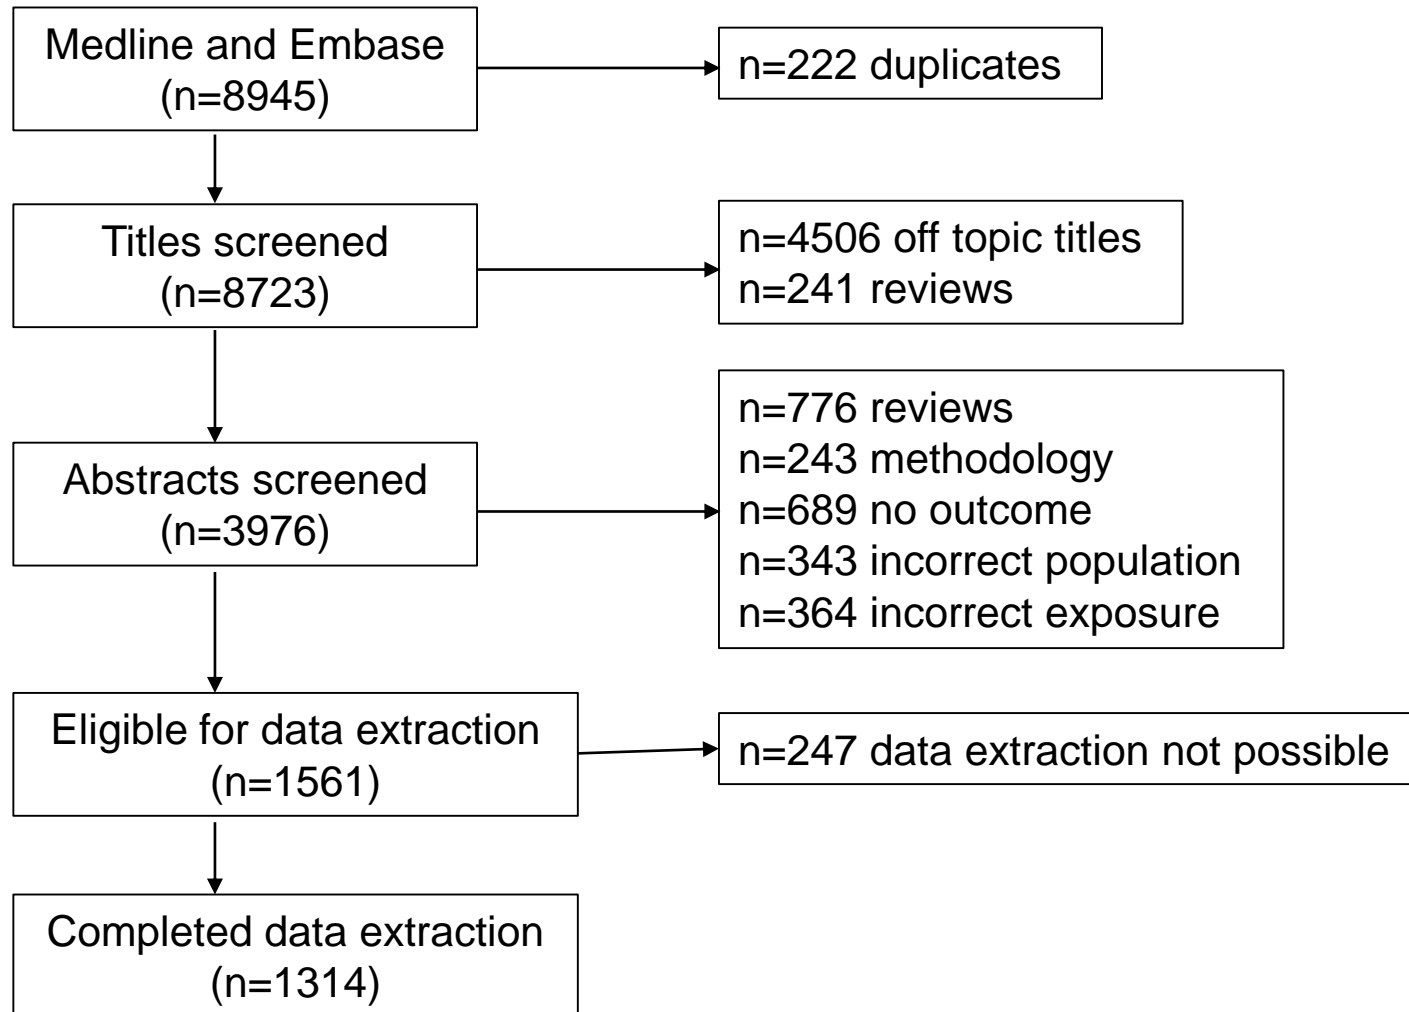 Medline and Embase
(n=8945)
n=222 duplicates
Titles screened
(n=8723)
n=4506 off topic titles
n=241 reviews
Abstracts screened
(n=3976)
n=776 reviews
n=243 methodology
n=689 no outcome
n=343 incorrect population
n=364 incorrect exposure
Eligible for data extraction
(n=1561)
n=247 data extraction not possible
Completed data extraction
(n=1314)